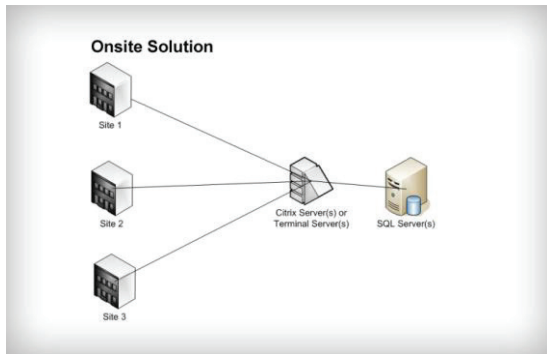 Onsite Solution
Site 1
Site 2
Citrix Server(s) or
Terminal Server(s)
SQL Server(s)
Site 3